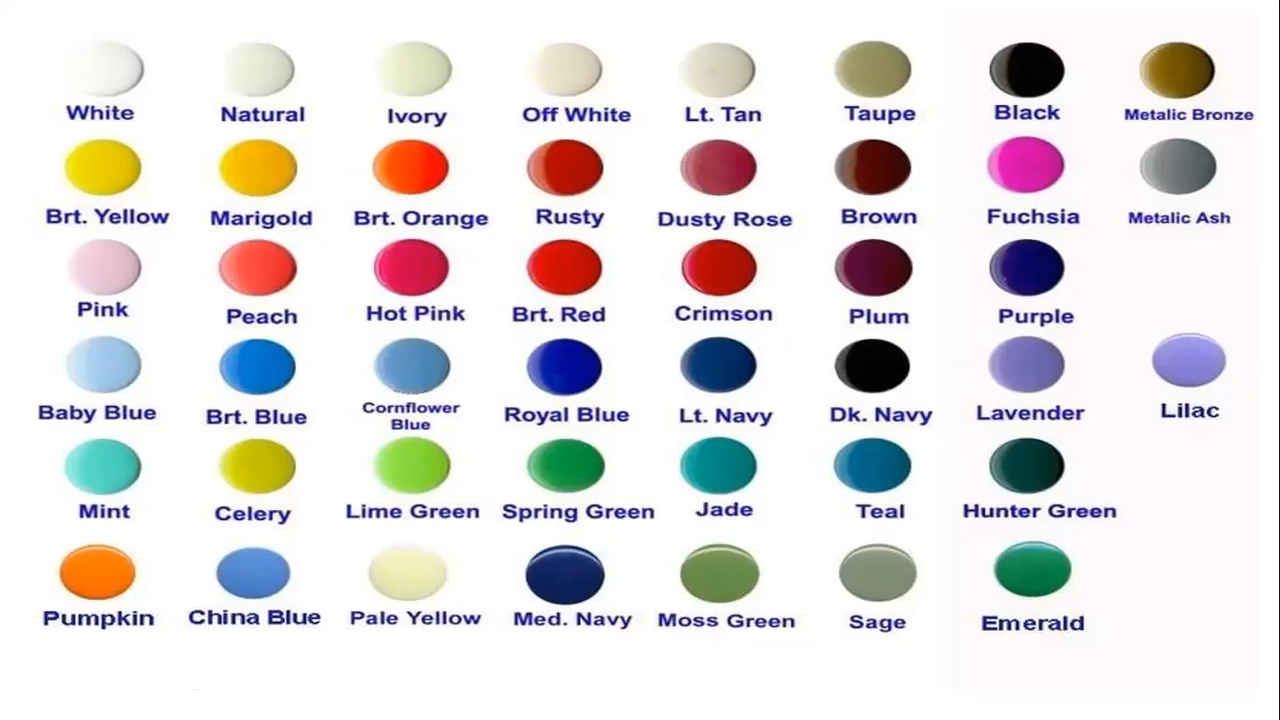 White
Natural
Ivory
Off White
Lt. Tan
Taupe
Black
Metalic Bronze
Brt. Yellow
Marigold
Brt. Orange
Rusty
Dusty Rose
Brown
Fuchsia
Metalic Ash
Pink
Peach
Hot Pink
Brt. Red
Crimson
Plum
Purple
Baby Blue
Brt. Blue
Cornflower
Blue
Royal Blue
Lt. Navy
Dk. Navy
Lavender
Lilac
Mint
Celery
Lime Green
Spring Green
Jade
Teal
Hunter Green
Pumpkin
China Blue
Pale Yellow
Med. Navy
Moss Green
Sage
Emerald